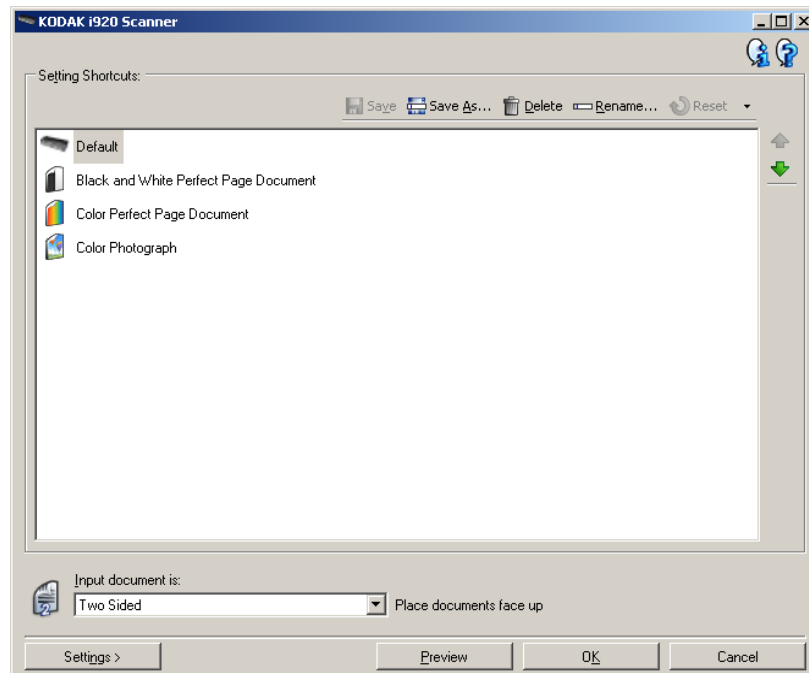 KODAK i920 Scanner
Setting Shortcuts:
Save Save As... Delete Rename... Reset
Default
Black and White Perfect Page Document
Color Perfect Page Document
Color Photograph
Input document is:
Two Sided Place documents face up
Settings > Preview OK Cancel